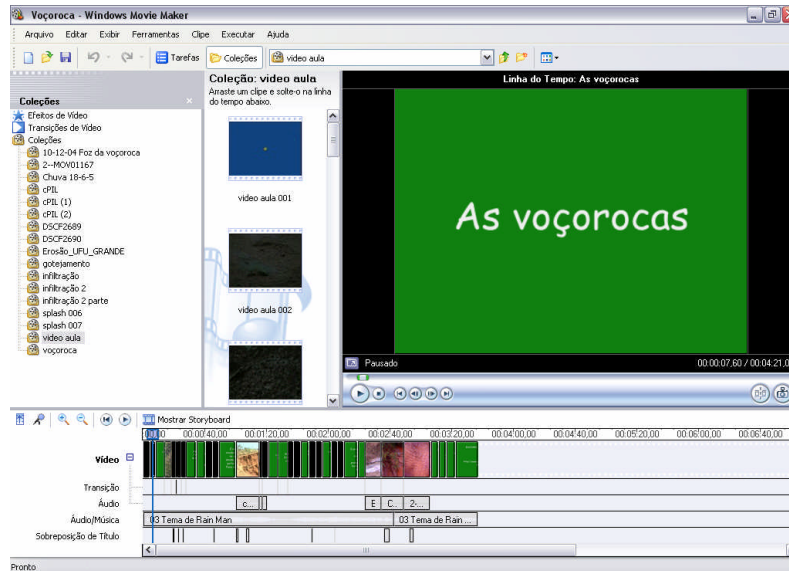 Voçoroca - Windows Movie Maker
Arquivo Editar Exibir Ferramentas Clipe Executar Ajuda
Tarefas Coleções video aula
Coleções
Efeitos de Vídeo
Transições de Vídeo
Coleções
10-12-04 Foz da voçoroca
2--MOV01167
Chuva 18-6-5
cPIL
cPIL (1)
cPIL (2)
DSCF2689
DSCF2690
Erosão_UFU_GRANDE
gotejamento
infiltração
infiltração 2
infiltração 2 parte
splash 006
splash 007
video aula
voçoroca
Coleção: video aula
Arraste um clipe e solte-o na linha
do tempo abaixo.
video aula 001
video aula 002
Linha do Tempo: As voçorocas
As voçorocas
Pausado 00:00:07,60 / 00:04:21,0
Mostrar Storyboard
00:00:40,00 00:01:20,00 00:02:00,00 00:02:40,00 00:03:20,00 00:04:00,00 00:04:40,00 00:05:20,00 00:06:00,00 00:06:40,00
Vídeo
Transição
Áudio c... E C.. 2-...
Áudio/Música 03 Tema de Rain Man 03 Tema de Rain ...
Sobreposição de Título
Pronto